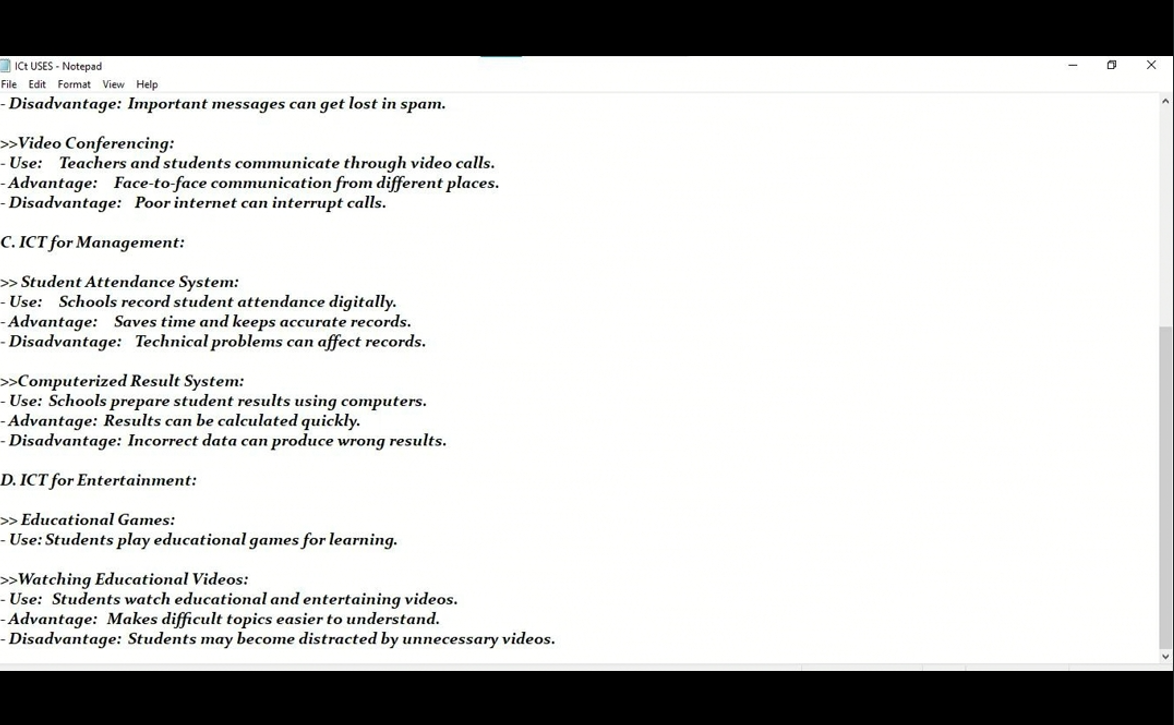 ICt USES - Notepad
File Edit Format View Help
- Disadvantage: Important messages can get lost in spam.
>>Video Conferencing:
- Use: Teachers and students communicate through video calls.
- Advantage: Face-to-face communication from different places.
- Disadvantage: Poor internet can interrupt calls.
C. ICT for Management:
>> Student Attendance System:
- Use: Schools record student attendance digitally.
- Advantage: Saves time and keeps accurate records.
- Disadvantage: Technical problems can affect records.
>>Computerized Result System:
- Use: Schools prepare student results using computers.
- Advantage: Results can be calculated quickly.
- Disadvantage: Incorrect data can produce wrong results.
D. ICT for Entertainment:
>> Educational Games:
- Use: Students play educational games for learning.
>>Watching Educational Videos:
- Use: Students watch educational and entertaining videos.
- Advantage: Makes difficult topics easier to understand.
- Disadvantage: Students may become distracted by unnecessary videos.